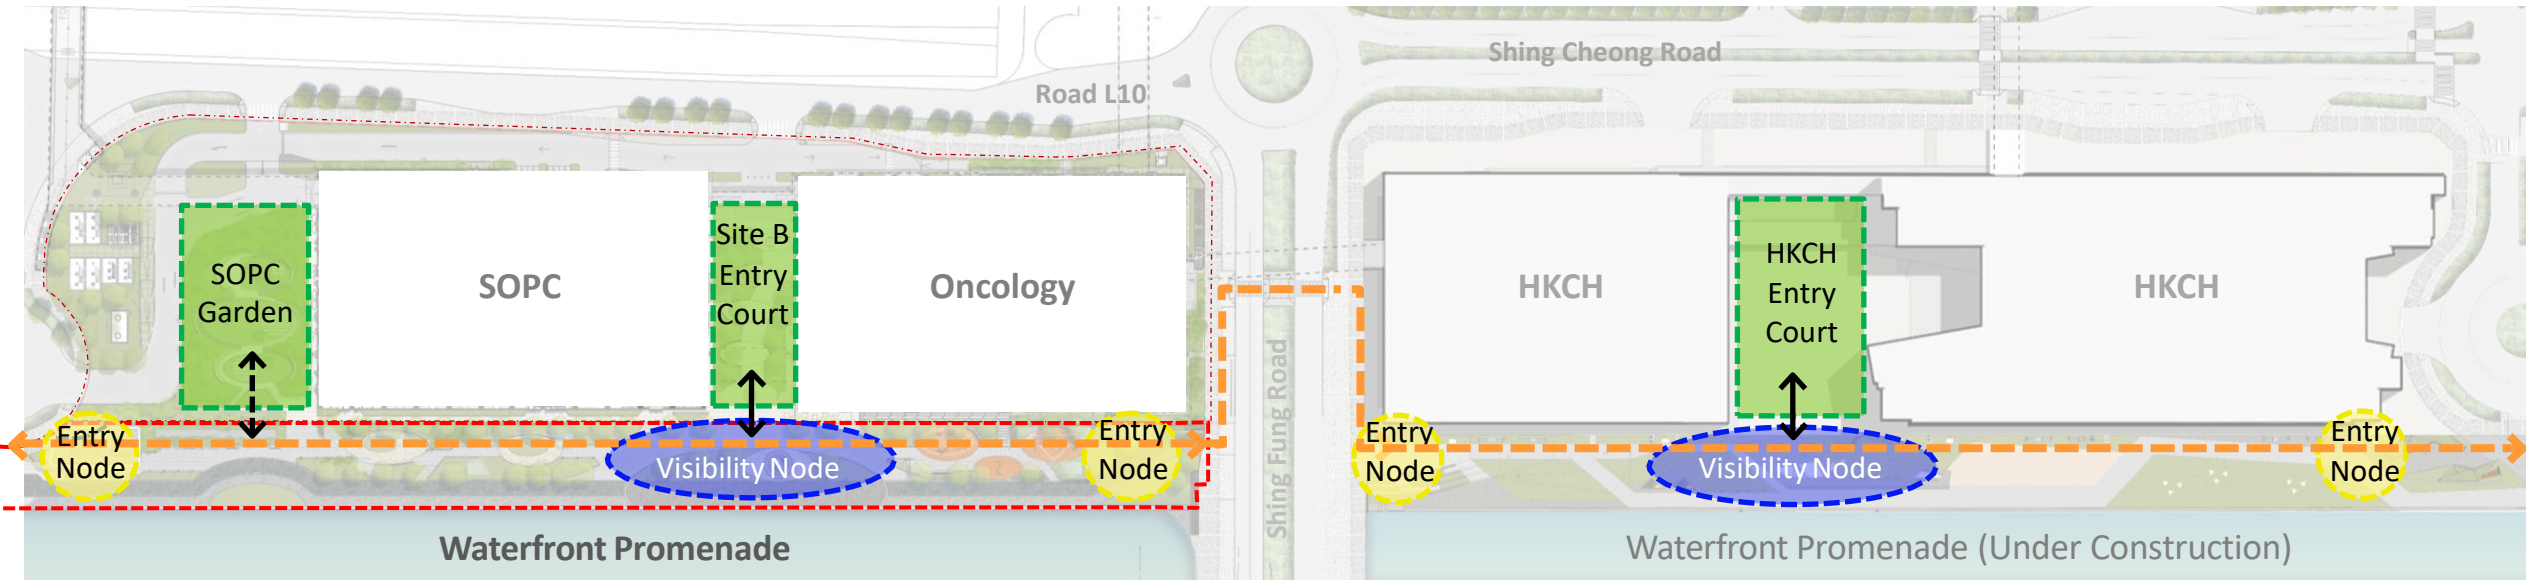 Shing Cheong Road
Road L10
SOPC
Garden
SOPC
Site B
Entry
Court
Oncology
HKCH
HKCH
Entry
Court
HKCH
Shing Fung Road
Entry
Node
Visibility Node
Entry
Node
Entry
Node
Visibility Node
Entry
Node
Waterfront Promenade
Waterfront Promenade (Under Construction)